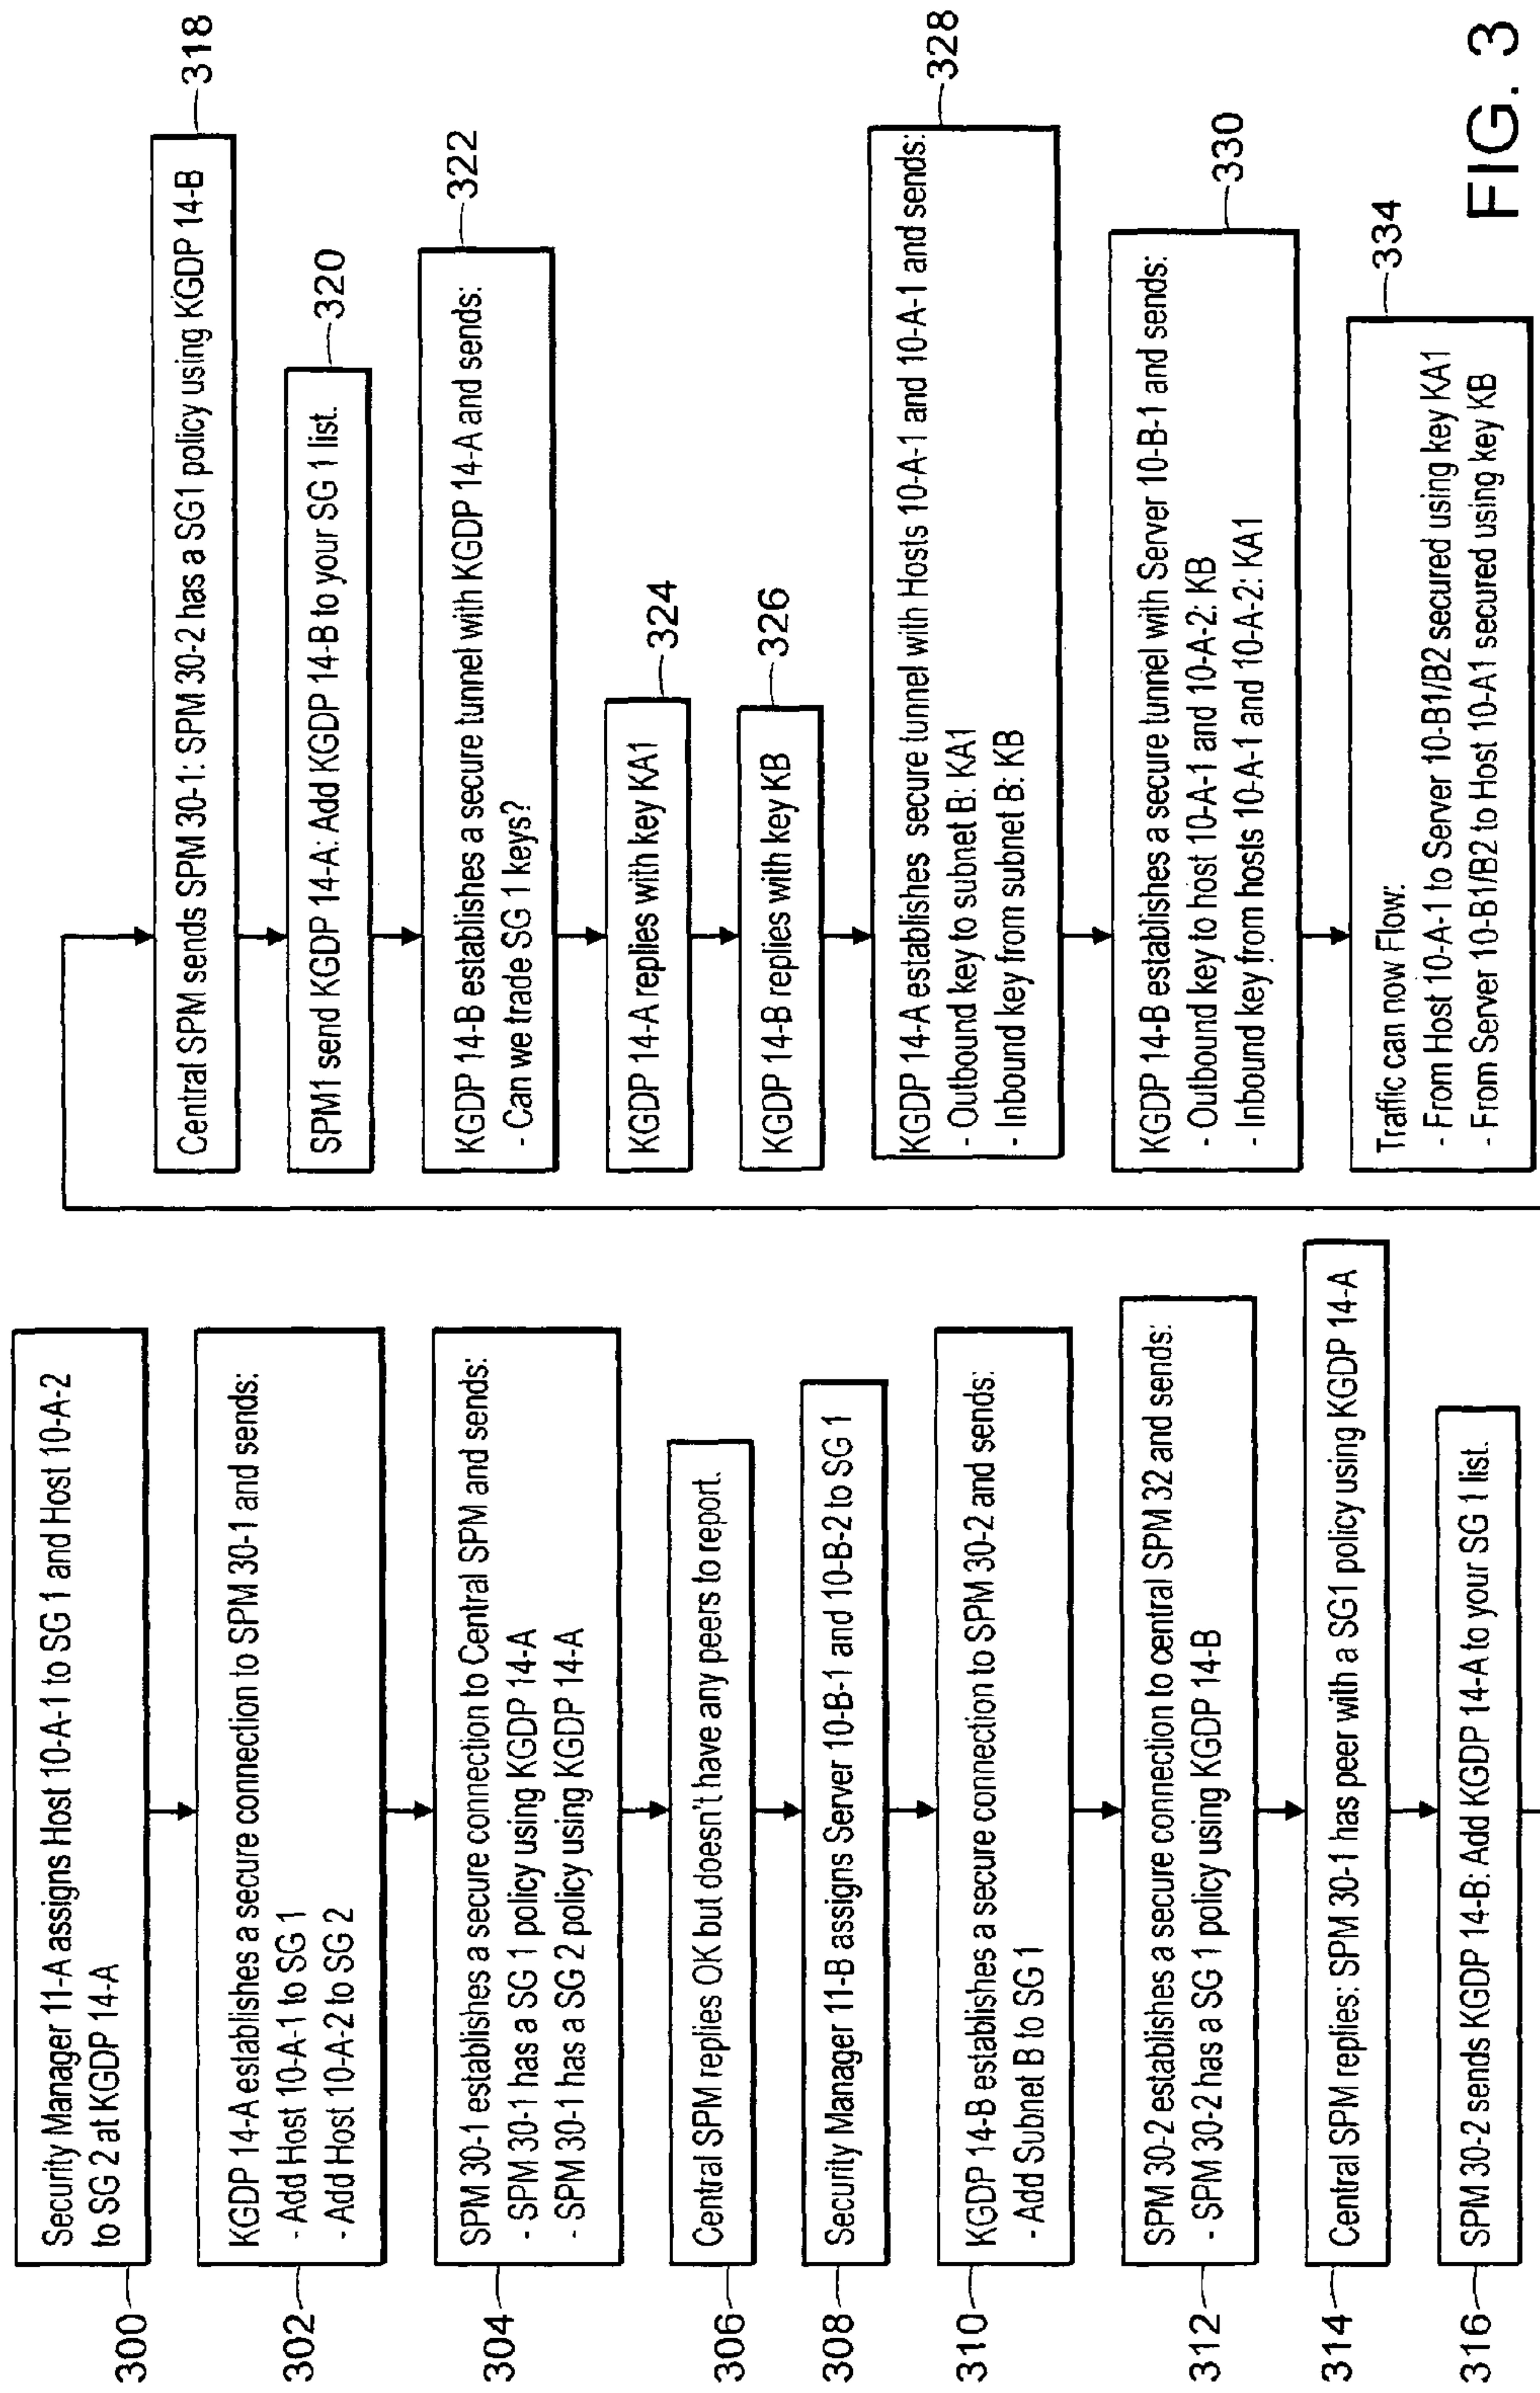 300
Security Manager 11-A assigns Host 10-A-1 to SG 1 and Host 10-A-2
to SG 2 at KGDP 14-A
302
KGDP 14-A establishes a secure connection to SPM 30-1 and sends:
- Add Host 10-A-1 to SG 1
- Add Host 10-A-2 to SG 2
304
SPM 30-1 establishes a secure connection to Central SPM and sends:
- SPM 30-1 has a SG 1 policy using KGDP 14-A
- SPM 30-1 has a SG 2 policy using KGDP 14-A
306
Central SPM replies OK but doesn't have any peers to report.
308
Security Manager 11-B assigns Server 10-B-1 and 10-B-2 to SG 1
310
KGDP 14-B establishes a secure connection to SPM 30-2 and sends:
- Add Subnet B to SG 1
312
SPM 30-2 establishes a secure connection to central SPM 32 and sends:
- SPM 30-2 has a SG 1 policy using KGDP 14-B
314
Central SPM replies: SPM 30-1 has peer with a SG1 policy using KGDP 14-A
316
SPM 30-2 sends KGDP 14-B: Add KGDP 14-A to your SG 1 list.
318
Central SPM sends SPM 30-1: SPM 30-2 has a SG1 policy using KGDP 14-B
320
SPM1 send KGDP 14-A: Add KGDP 14-B to your SG 1 list.
322
KGDP 14-B establishes a secure tunnel with KGDP 14-A and sends:
- Can we trade SG 1 keys?
324
KGDP 14-A replies with key KA1
326
KGDP 14-B replies with key KB
328
KGDP 14-A establishes secure tunnel with Hosts 10-A-1 and 10-A-1 and sends:
- Outbound key to subnet B: KA1
- Inbound key from subnet B: KB
330
KGDP 14-B establishes a secure tunnel with Server 10-B-1 and sends:
- Outbound key to host 10-A-1 and 10-A-2: KB
- Inbound key from hosts 10-A-1 and 10-A-2: KA1
334
Traffic can now Flow:
- From Host 10-A-1 to Server 10-B1/B2 secured using key KA1
- From Server 10-B1/B2 to Host 10-A1 secured using key KB
FIG. 3